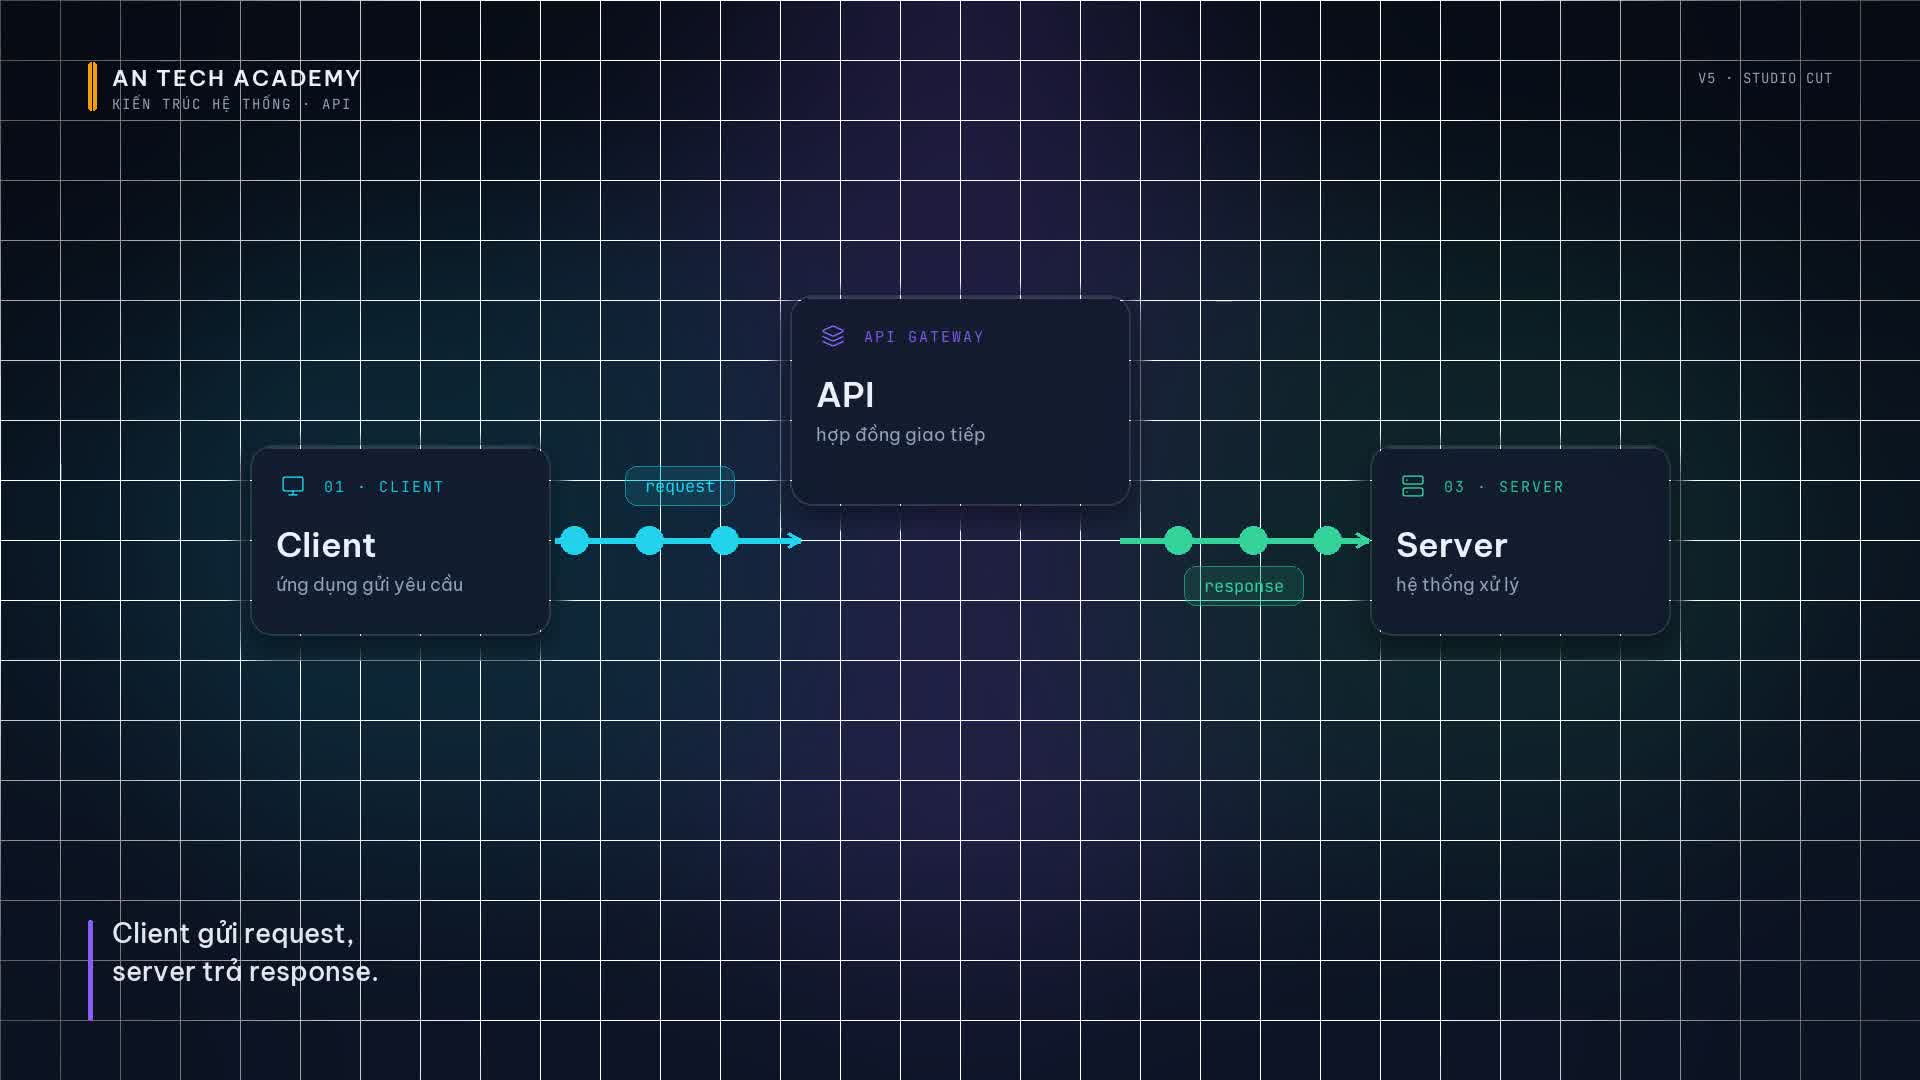 AN TECH ACADEMY
KIẾN TRÚC HỆ THỐNG · API
V5 · STUDIO CUT
API GATEWAY
API
hợp đồng giao tiếp
01 · CLIENT
Client
ứng dụng gửi yêu cầu
request
response
03 · SERVER
Server
hệ thống xử lý
Client gửi request,
server trả response.